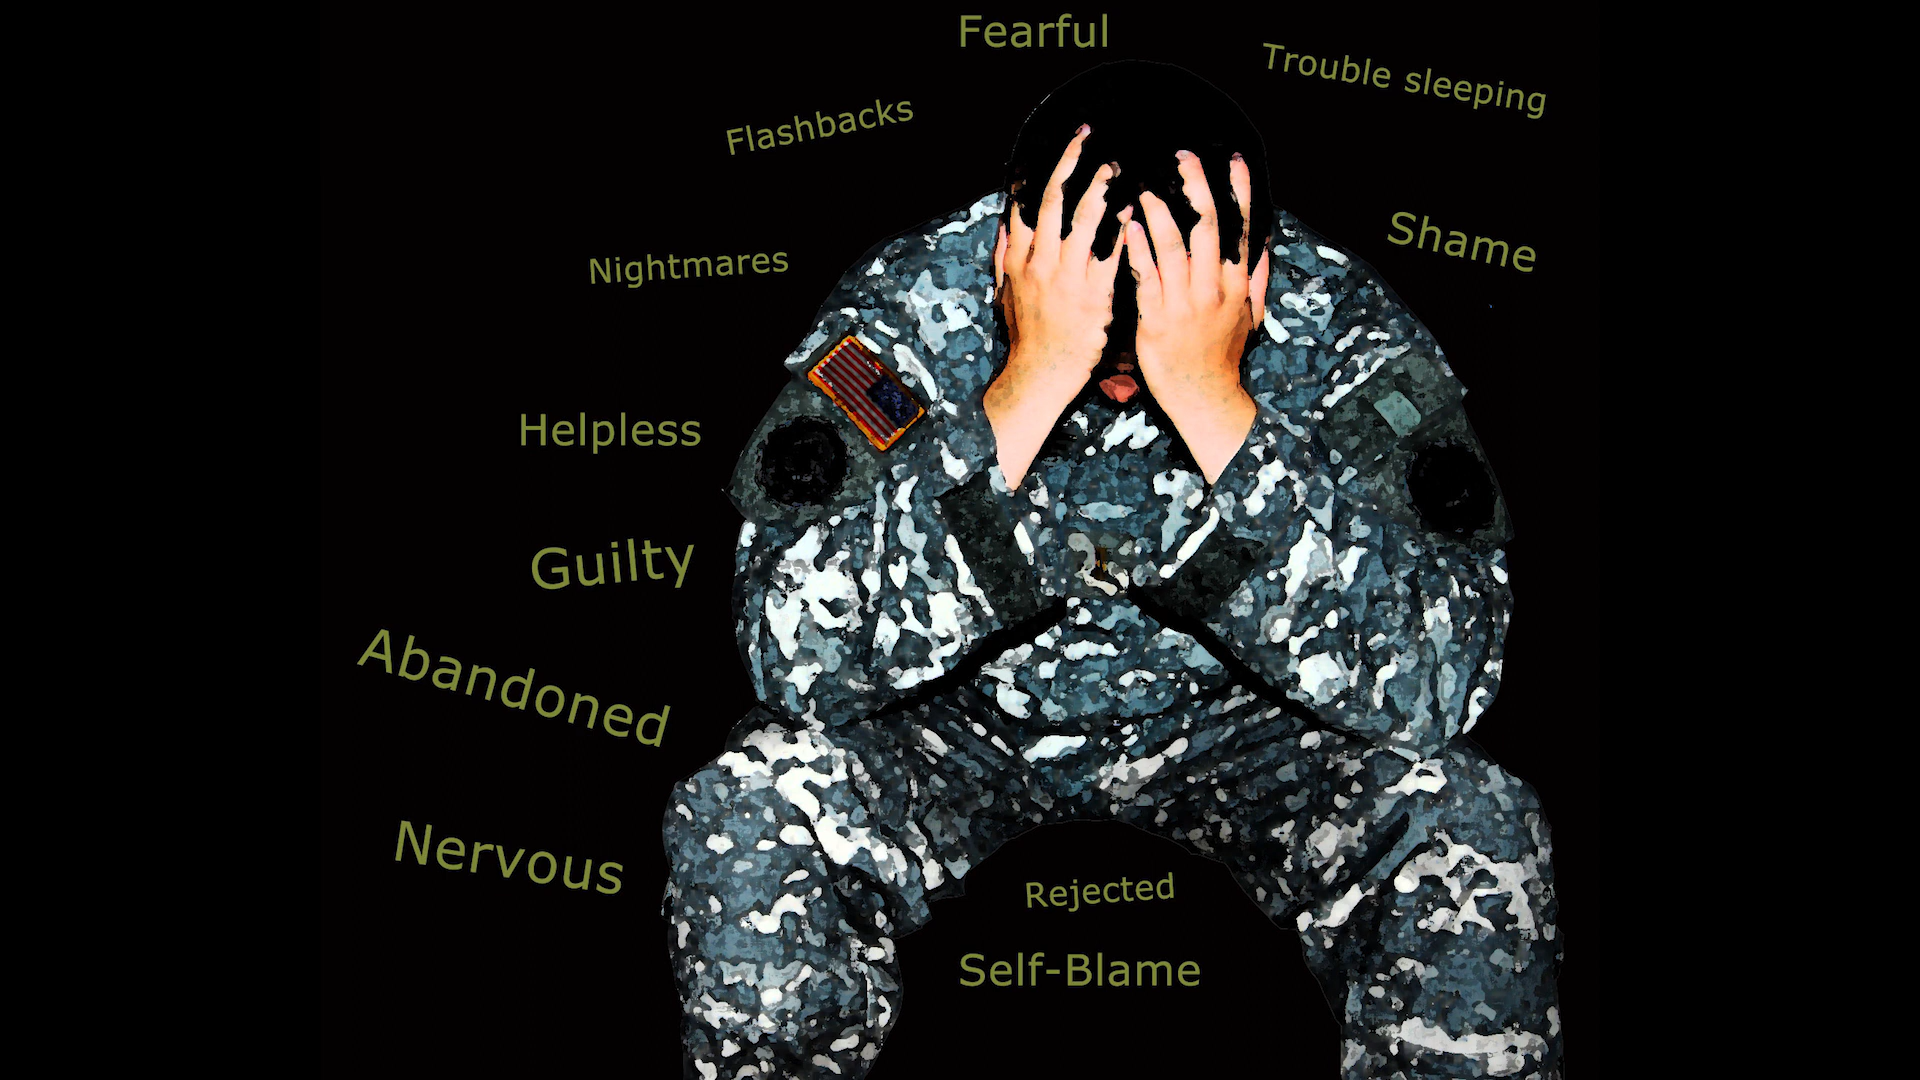 Fearful
Trouble sleeping
Flashbacks
Shame
Nightmares
Helpless
Guilty
Abandoned
Nervous
Rejected
Self-Blame